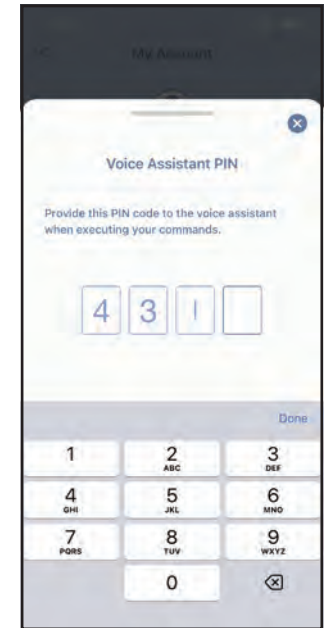 My Account
Voice Assistant PIN
Provide this PIN code to the voice assistant
when executing your commands.
4 3
Done
1 2 3
ABC DEF
4 5 6
GHI JKL MNO
7 8 9
PQRS TUV WXYZ
0